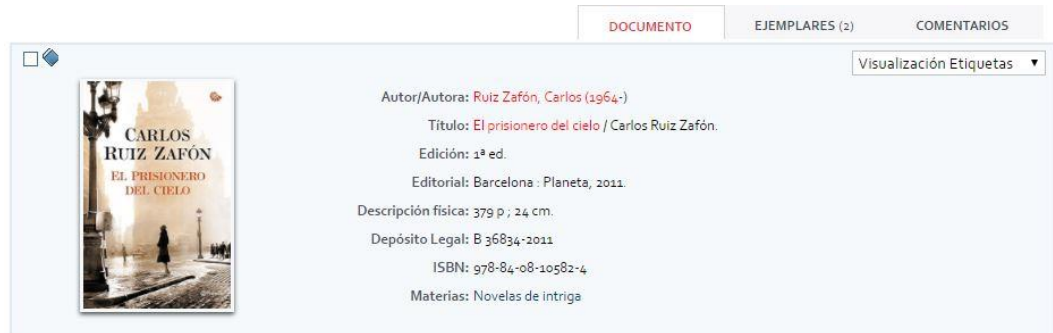 DOCUMENTO EJEMPLARES (2) COMENTARIOS
Visualización Etiquetas
CARLOS
RUIZ ZAFÓN
EL PRISIONERO
DEL CIELO
Autor/Autora: Ruiz Zafón, Carlos (1964-)
Título: El prisionero del cielo / Carlos Ruiz Zafón.
Edición: 1ª ed.
Editorial: Barcelona : Planeta, 2011.
Descripción física: 379 p ; 24 cm.
Depósito Legal: B 36834-2011
ISBN: 978-84-08-10582-4
Materias: Novelas de intriga